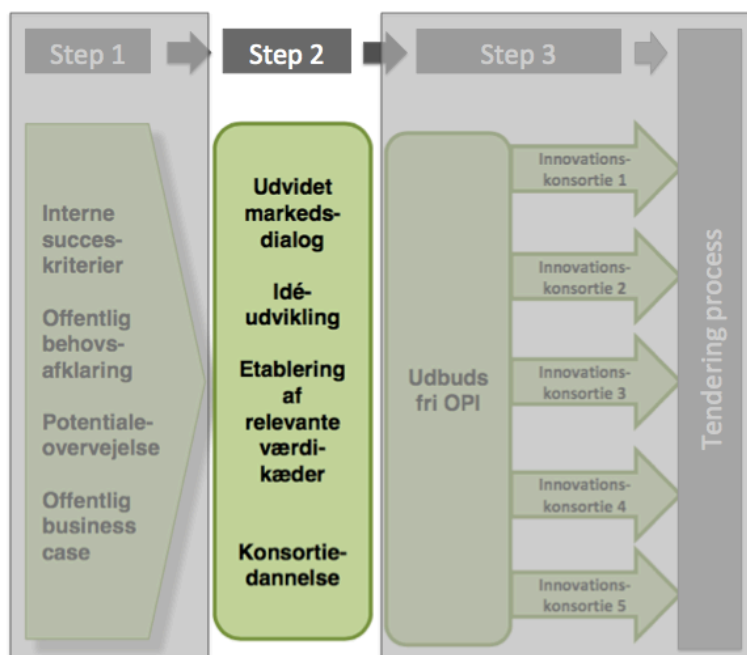 Step 1
Step 2
Step 3
Interne
succes-
kriterier
Offentlig
behovs-
afklaring
Potentiale-
overvejelse
Offentlig
business
case
Udvidet
markeds-
dialog
Idé-
udvikling
Etablering
af
relevante
værdi-
kæder
Konsortie-
dannelse
Udbuds
fri OPI
Innovations-
konsortie 1
Innovations-
konsortie 2
Innovations-
konsortie 3
Innovations-
konsortie 4
Innovations-
konsortie 5
Tendering process